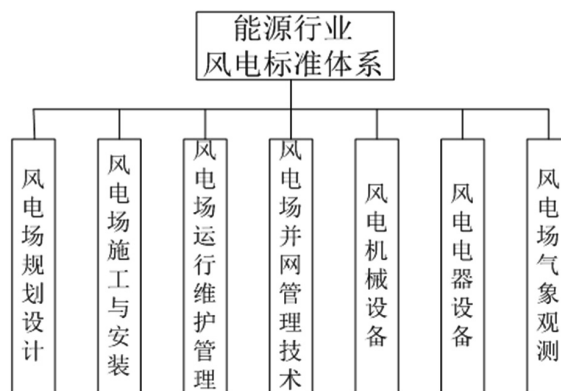 能源行业
风电标准体系
风电场规划设计
风电场施工与安装
风电场运行维护管理
风电场并网管理技术
风电机械设备
风电电器设备
风电场气象观测